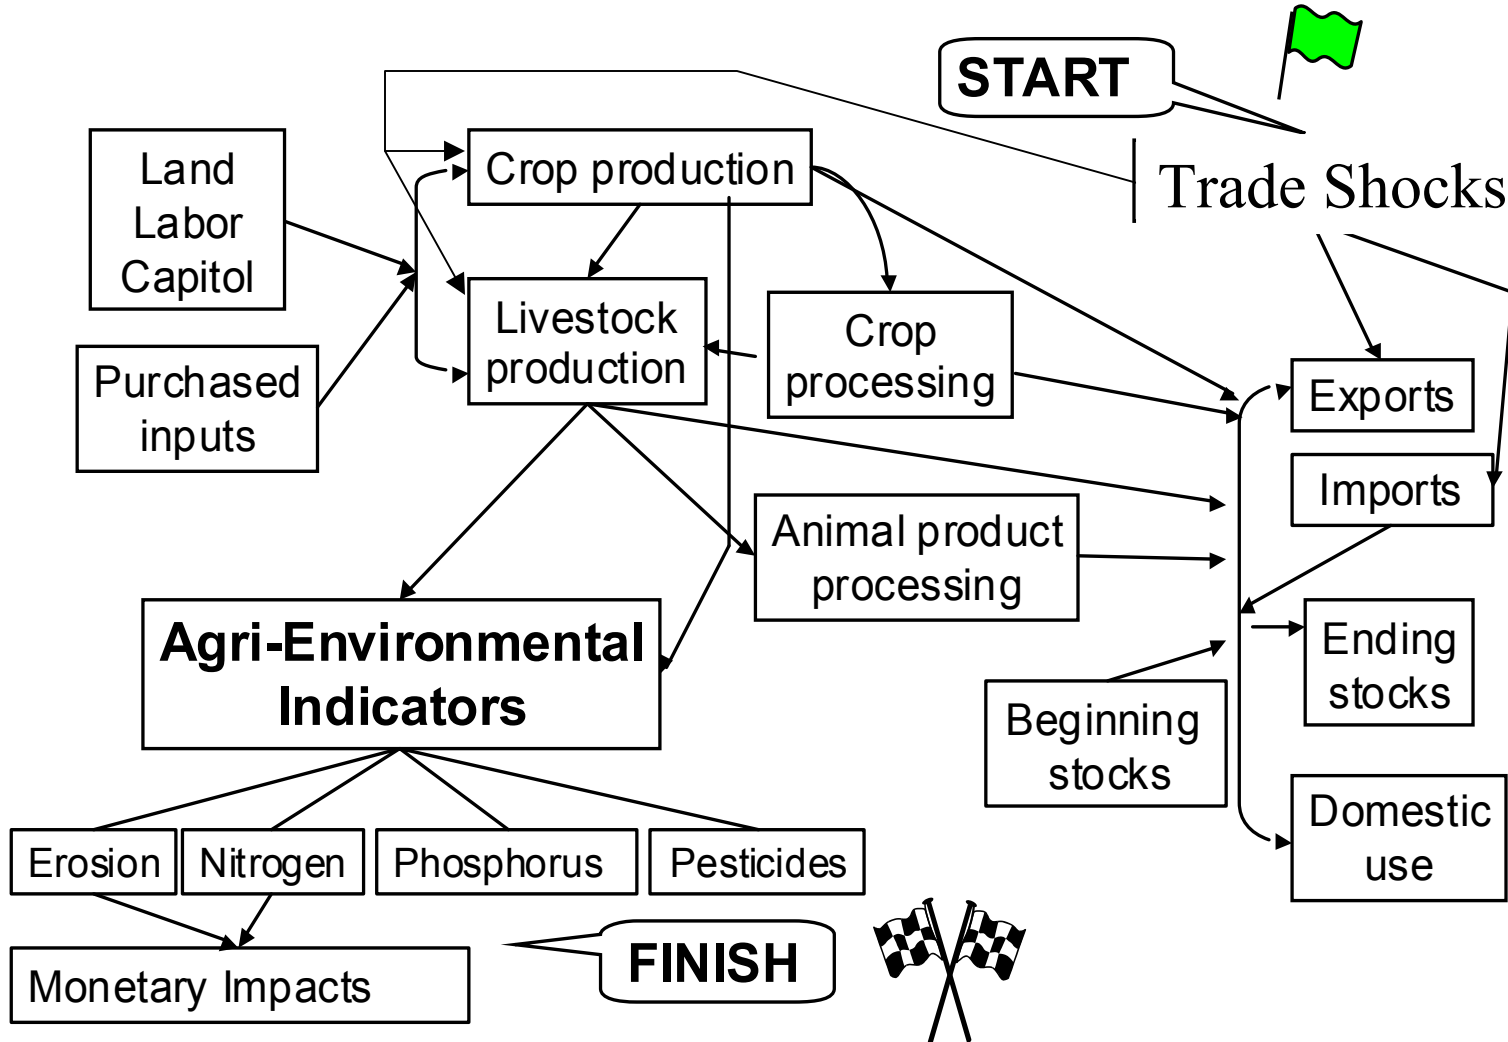 START
Trade Shocks
Land
Labor
Capitol
Crop production
Livestock
production
Crop
processing
Purchased
inputs
Exports
Imports
Animal product
processing
Agri-Environmental
Indicators
Ending
stocks
Beginning
stocks
Domestic
use
Erosion
Nitrogen
Phosphorus
Pesticides
FINISH
Monetary Impacts